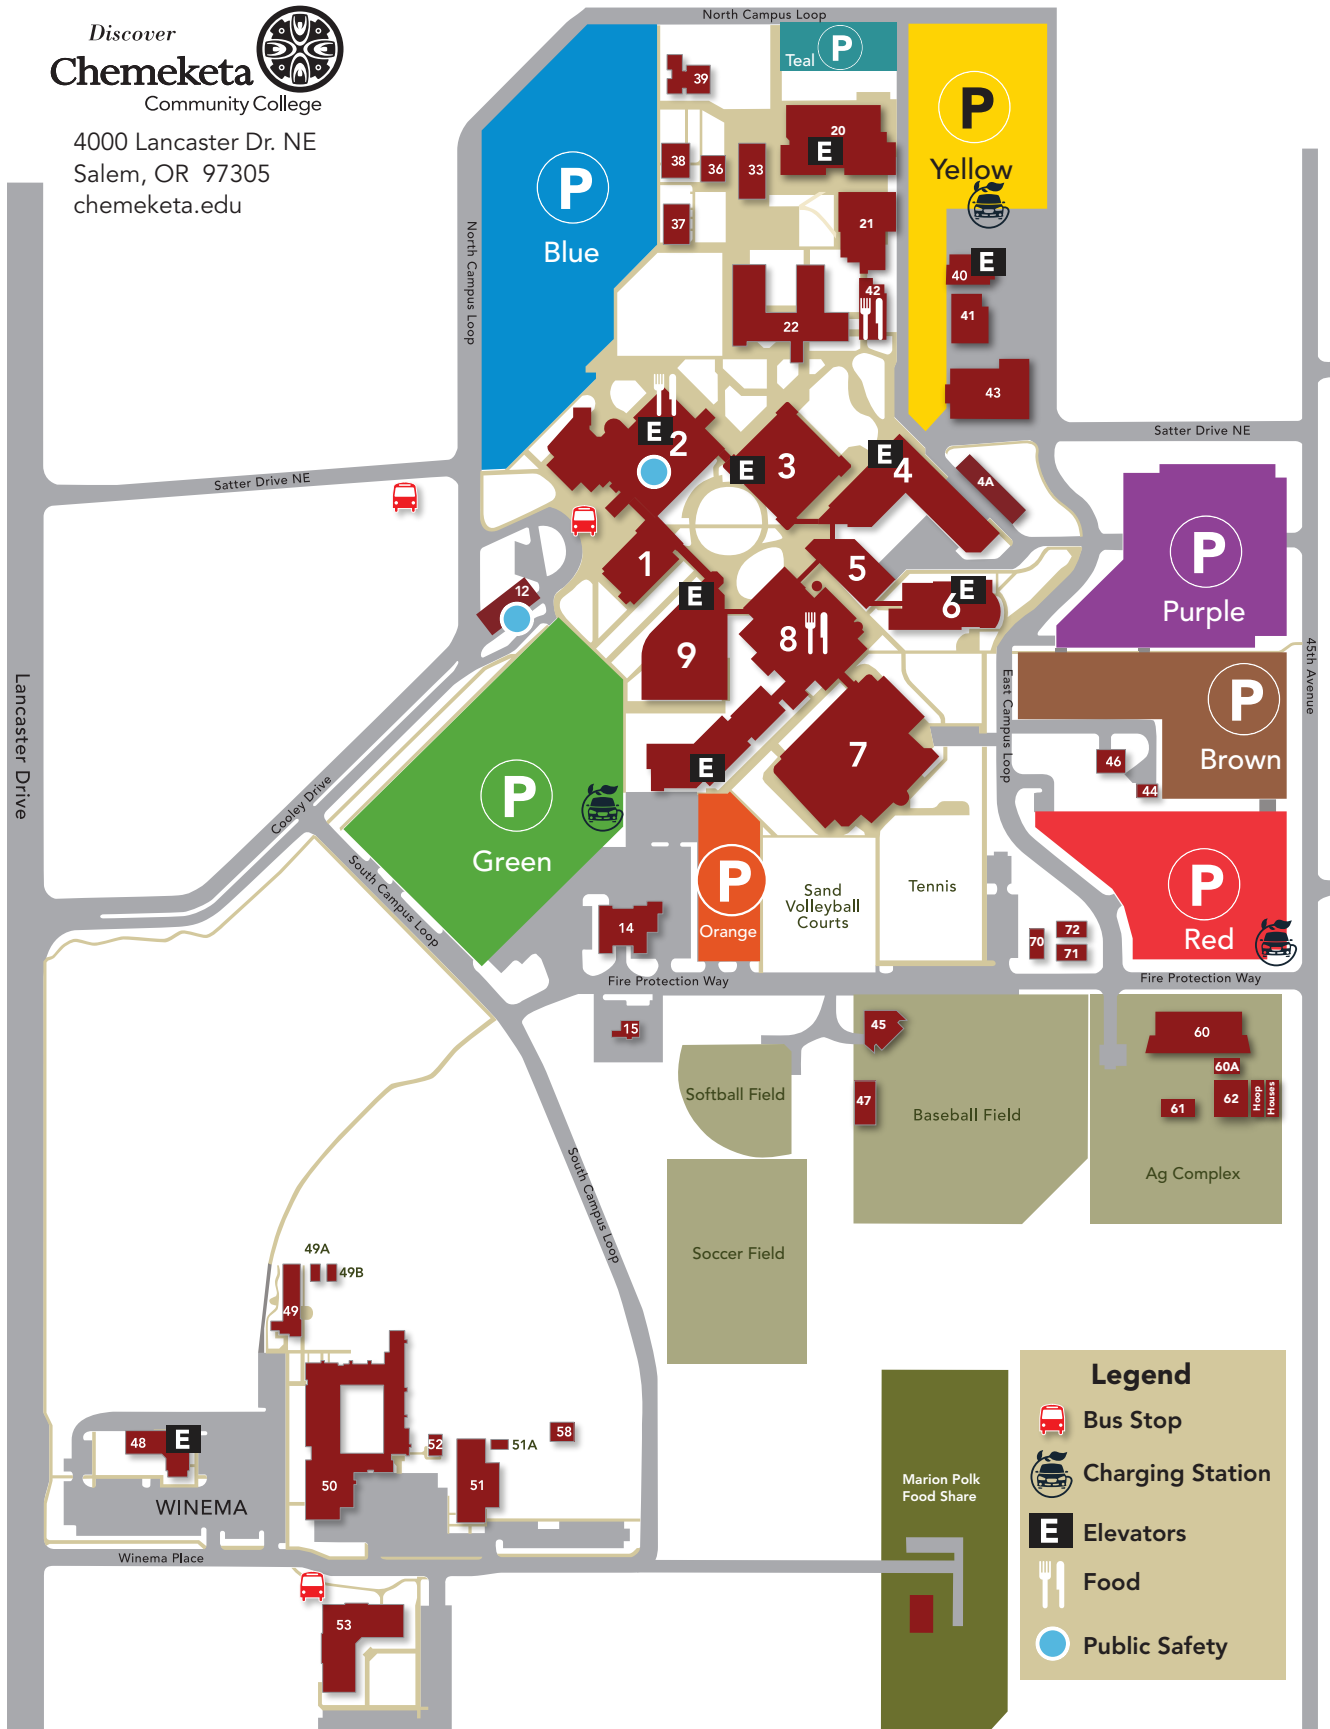 Discover
Chemeketa
Community College
4000 Lancaster Dr. NE
Salem, OR 97305
chemeketa.edu
North Campus Loop
P
Teal
P
Yellow
P
Blue
North Campus Loop
39
20
E
38
36
33
37
21
42
22
40
E
41
43
Satter Drive NE
Satter Drive NE
E
2
E
3
E
4
4A
1
5
E
6
12
E
8
9
7
E
P
Purple
P
Brown
45th Avenue
East Campus Loop
46
44
Lancaster Drive
Cooley Drive
P
Green
South Campus Loop
P
Orange
Sand
Volleyball
Courts
Tennis
P
Red
14
70
72
71
Fire Protection Way
Fire Protection Way
15
45
47
60
60A
61
62
Hoop
Houses
Softball Field
Baseball Field
Ag Complex
Soccer Field
South Campus Loop
49A
49B
49
48
E
WINEMA
50
52
51
51A
58
Winema Place
53
Marion Polk
Food Share
Legend
Bus Stop
Charging Station
E
Elevators
Food
Public Safety